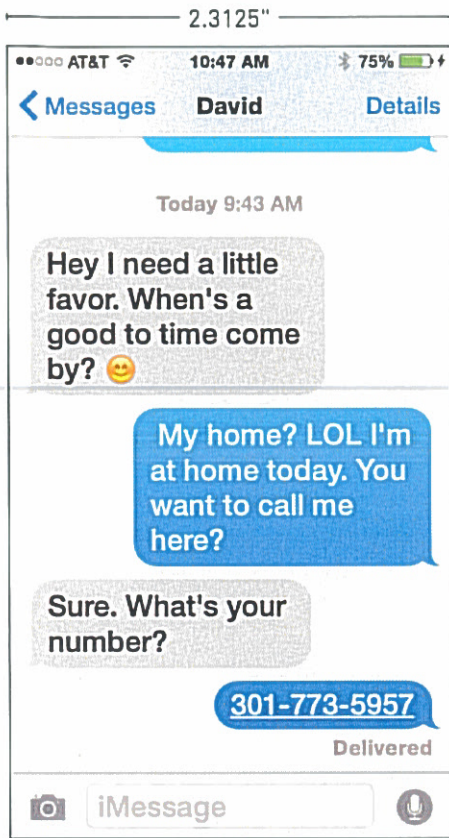 2.3125"
AT&T 10:47 AM 75%
Messages David Details
Today 9:43 AM
Hey I need a little
favor. When's a
good to time come
by? 😊
My home? LOL I'm
at home today. You
want to call me
here?
Sure. What's your
number?
301-773-5957
Delivered
iMessage